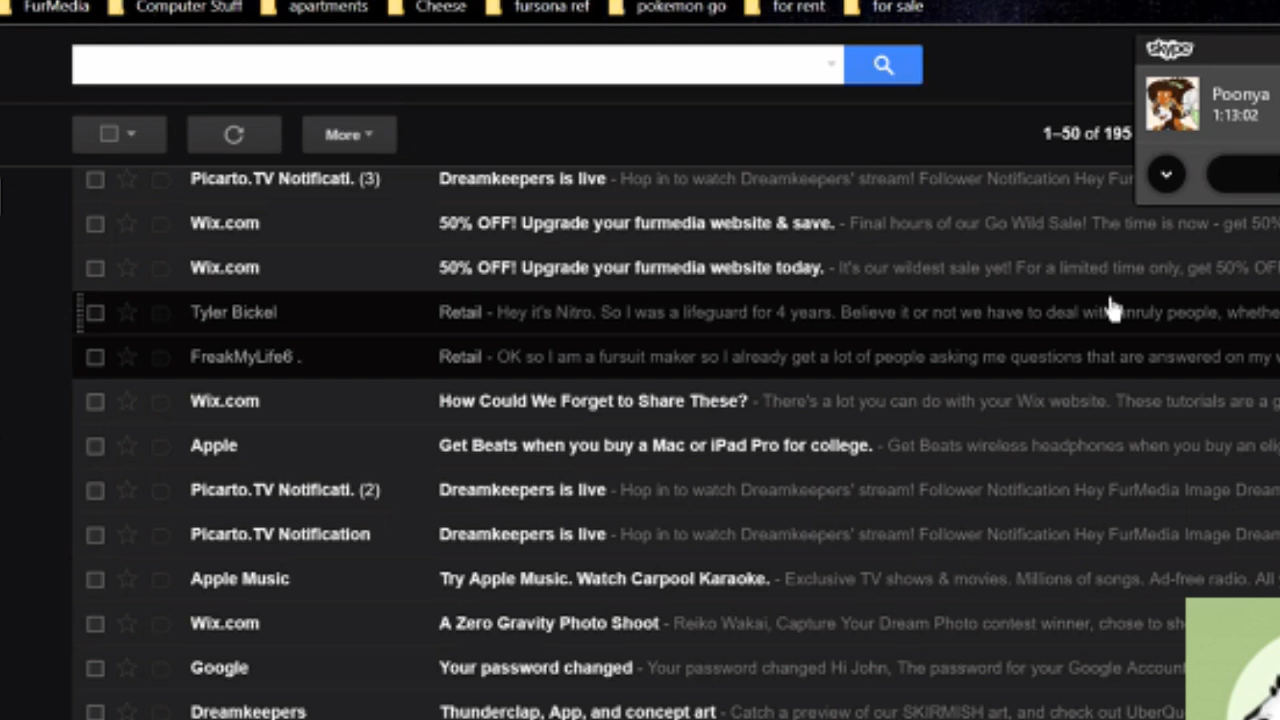 FurMedia Computer Stuff apartments Cheese fursona ref pokemon go for rent for sale
skype
Poonya
1:13:02
More 1–50 of 195
Picarto.TV Notificati. (3) Dreamkeepers is live - Hop in to watch Dreamkeepers' stream! Follower Notification Hey Fur
Wix.com 50% OFF! Upgrade your furmedia website & save. - Final hours of our Go Wild Sale! The time is now - get 50%
Wix.com 50% OFF! Upgrade your furmedia website today. - It's our wildest sale yet! For a limited time only, get 50% OF
Tyler Bickel Retail - Hey it's Nitro. So I was a lifeguard for 4 years. Believe it or not we have to deal with unruly people, whethe
FreakMyLife6 . Retail - OK so I am a fursuit maker so I already get a lot of people asking me questions that are answered on my
Wix.com How Could We Forget to Share These? - There's a lot you can do with your Wix website. These tutorials are a g
Apple Get Beats when you buy a Mac or iPad Pro for college. - Get Beats wireless headphones when you buy an eli
Picarto.TV Notificati. (2) Dreamkeepers is live - Hop in to watch Dreamkeepers' stream! Follower Notification Hey FurMedia Image Drean
Picarto.TV Notification Dreamkeepers is live - Hop in to watch Dreamkeepers' stream! Follower Notification Hey FurMedia Image Drean
Apple Music Try Apple Music. Watch Carpool Karaoke. - Exclusive TV shows & movies. Millions of songs. Ad-free radio. All
Wix.com A Zero Gravity Photo Shoot - Reiko Wakai, Capture Your Dream Photo contest winner, chose to sh
Google Your password changed - Your password changed Hi John, The password for your Google Account
Dreamkeepers Thunderclap, App, and concept art - Catch a preview of our SKIRMISH art, and check out UberQu